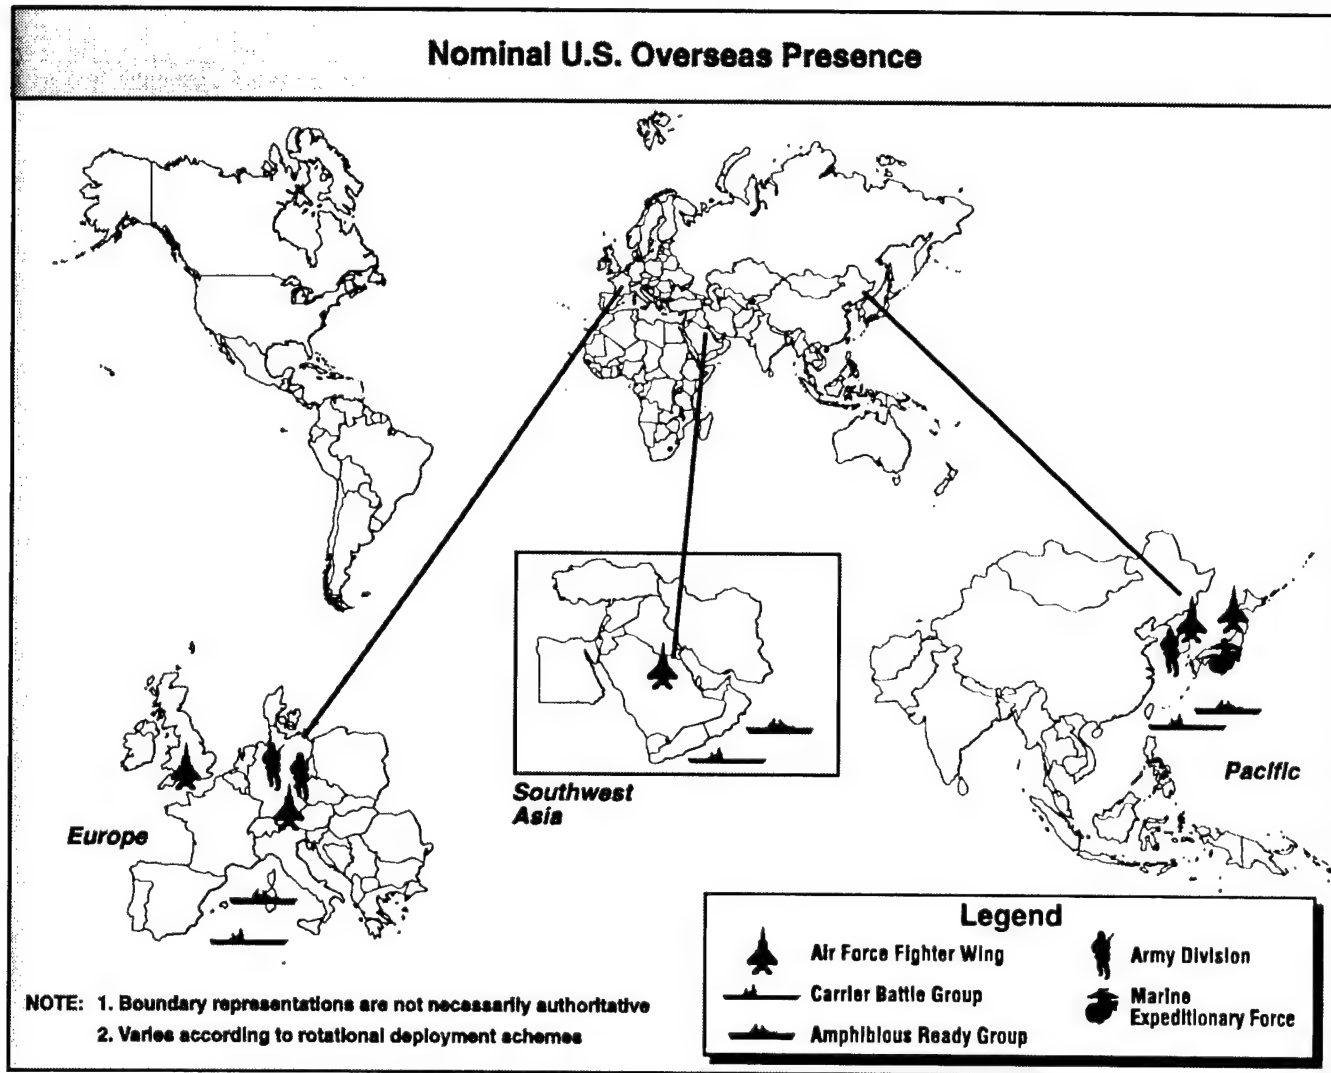 Nominal U.S. Overseas Presence
Southwest
Asia
Pacific
Europe
Legend
Air Force Fighter Wing
Army Division
Carrier Battle Group
Marine
Expeditionary Force
Amphibious Ready Group
NOTE: 1. Boundary representations are not necessarily authoritative
2. Varies according to rotational deployment schemes